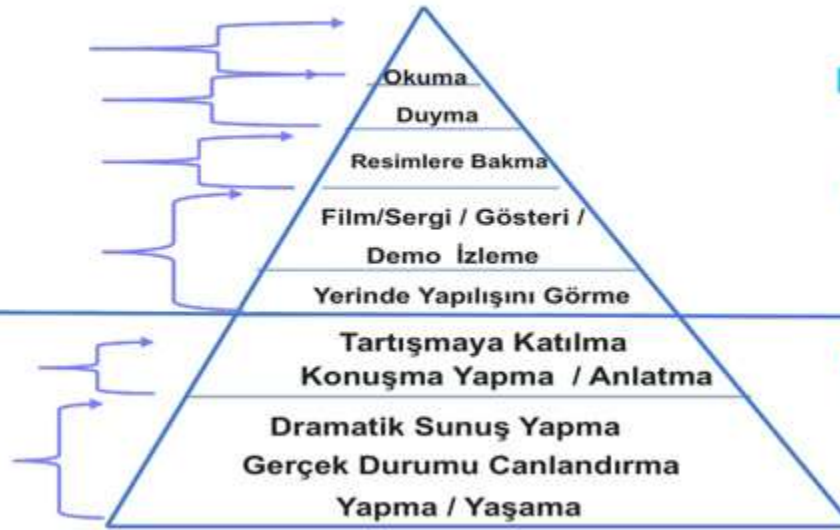 Okuma
Duyma
Resimlere Bakma
Film/Sergi / Gösteri /
Demo İzleme
Yerinde Yapılışını Görme
Tartışmaya Katılma
Konuşma Yapma / Anlatma
Dramatik Sunuş Yapma
Gerçek Durumu Canlandırma
Yapma / Yaşama